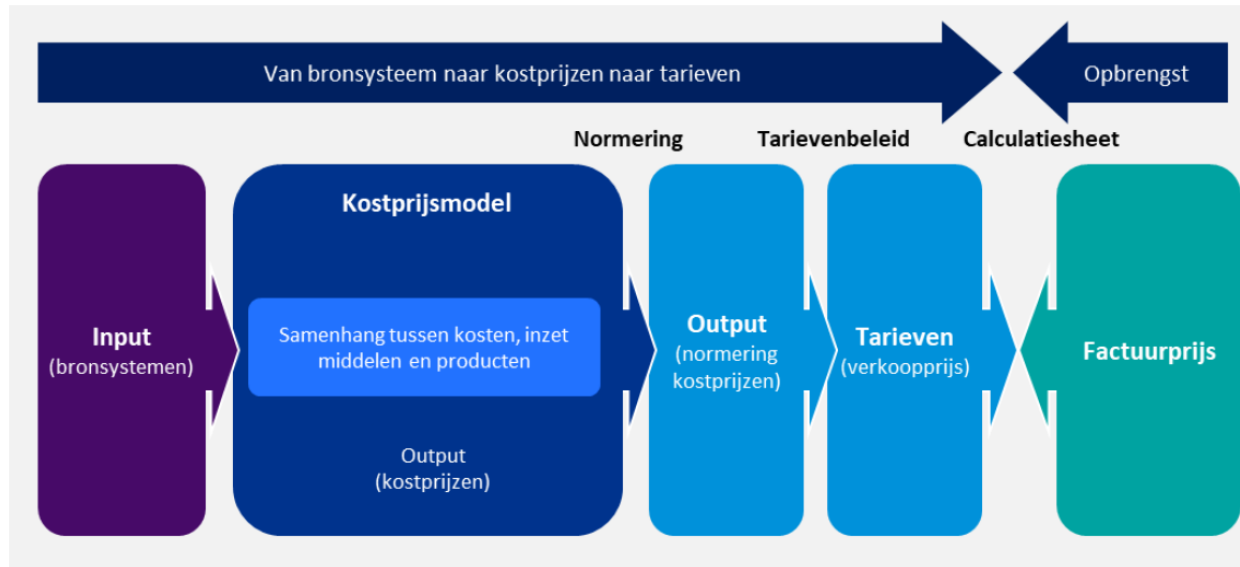 Van bronsysteem naar kostprijzen naar tarieven
Opbrengst
Normering
Tarievenbeleid
Calculatiesheet
Input
(bronsystemen)
Kostprijsmodel
Samenhang tussen kosten, inzet
middelen en producten
Output
(kostprijzen)
Output
(normering
kostprijzen)
Tarieven
(verkoopprijs)
Factuurprijs